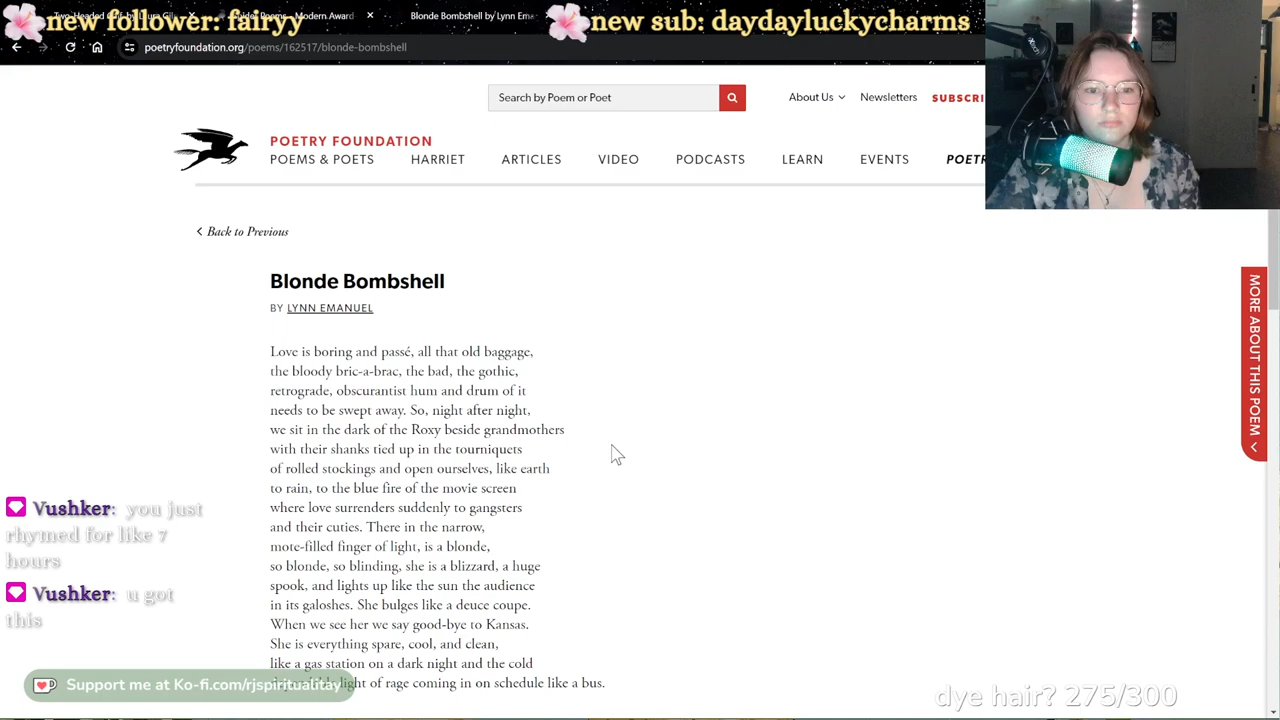 new follower: fairyy
new sub: daydayluckycharms
Modern Award
Blonde Bombshell by Lynn Em
poetryfoundation.org/poems/162517/blonde-bombshell
Search by Poem or Poet
About Us
Newsletters
SUBSCRI
POETRY FOUNDATION
POEMS & POETS
HARRIET
ARTICLES
VIDEO
PODCASTS
LEARN
EVENTS
POETR
Back to Previous
Blonde Bombshell
BY LYNN EMANUEL
Love is boring and passé, all that old baggage,
the bloody bric-a-brac, the bad, the gothic,
retrograde, obscurantist hum and drum of it
needs to be swept away. So, night after night,
we sit in the dark of the Roxy beside grandmothers
with their shanks tied up in the tourniquets
of rolled stockings and open ourselves, like earth
to rain, to the blue fire of the movie screen
where love surrenders suddenly to gangsters
and their cuties. There in the narrow,
mote-filled finger of light, is a blonde,
so blonde, so blinding, she is a blizzard, a huge
spook, and lights up like the sun the audience
in its galoshes. She bulges like a deuce coupe.
When we see her we say good-bye to Kansas.
She is everything spare, cool, and clean,
like a gas station on a dark night and the cold
light of rage coming in on schedule like a bus.
MORE ABOUT THIS POEM
Vushker: you just
rhymed for like 7
hours
Vushker: u got
this
Support me at Ko-fi.com/rjspiritualitay
dye hair? 275/300